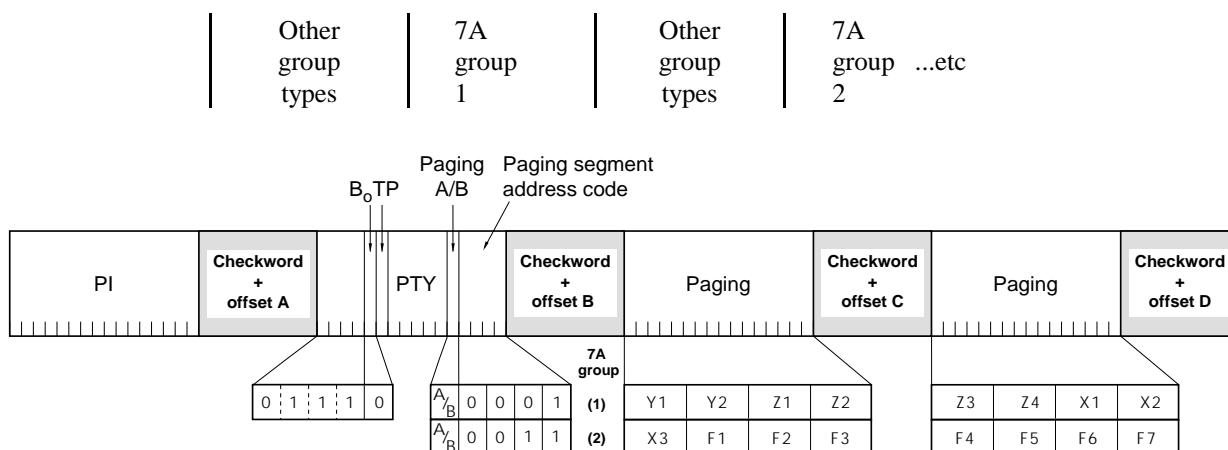 Other 7A Other 7A
group group group group ...etc
types 1 types 2
Paging Paging segment
BoTP A/B address code
PI Checkword + offset A PTY Checkword + offset B Paging Checkword + offset C Paging Checkword + offset D
7A
group
0 1 1 1 0 A/B 0 0 0 1 (1) Y1 Y2 Z1 Z2 Z3 Z4 X1 X2
A/B 0 0 1 1 (2) X3 F1 F2 F3 F4 F5 F6 F7